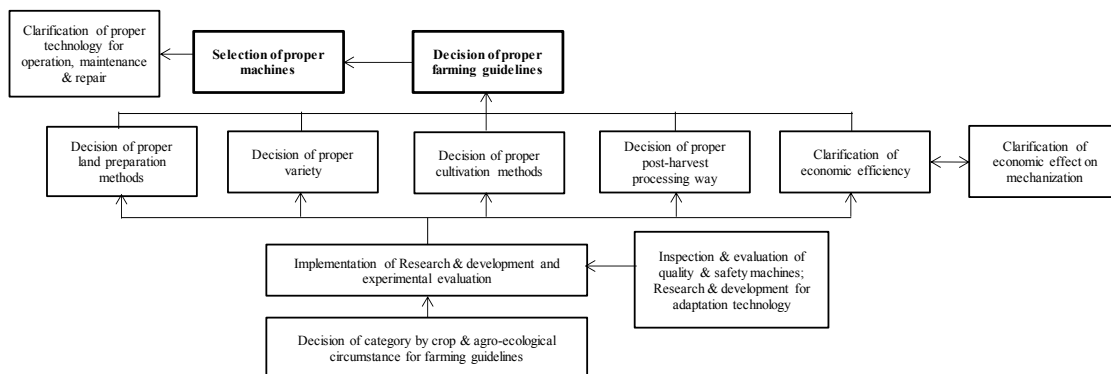 Clarification of proper
technology for
operation, maintenance
& repair
Selection of proper
machines
Decision of proper
farming guidelines
Decision of proper
land preparation
methods
Decision of proper
variety
Decision of proper
cultivation methods
Decision of proper
post-harvest
processing way
Clarification of
economic efficiency
Clarification of
economic effect on
mechanization
Implementation of Research & development and
experimental evaluation
Inspection & evaluation of
quality & safety machines;
Research & development for
adaptation technology
Decision of category by crop & agro-ecological
circumstance for farming guidelines